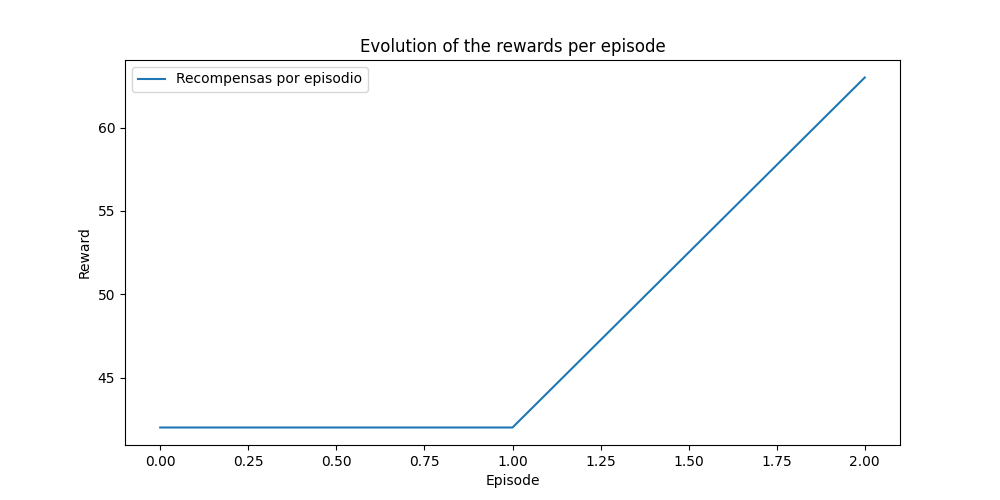 Evolution of the rewards per episode
Recompensas por episodio
60
55
50
45
Reward
0.00 0.25 0.50 0.75 1.00 1.25 1.50 1.75 2.00
Episode